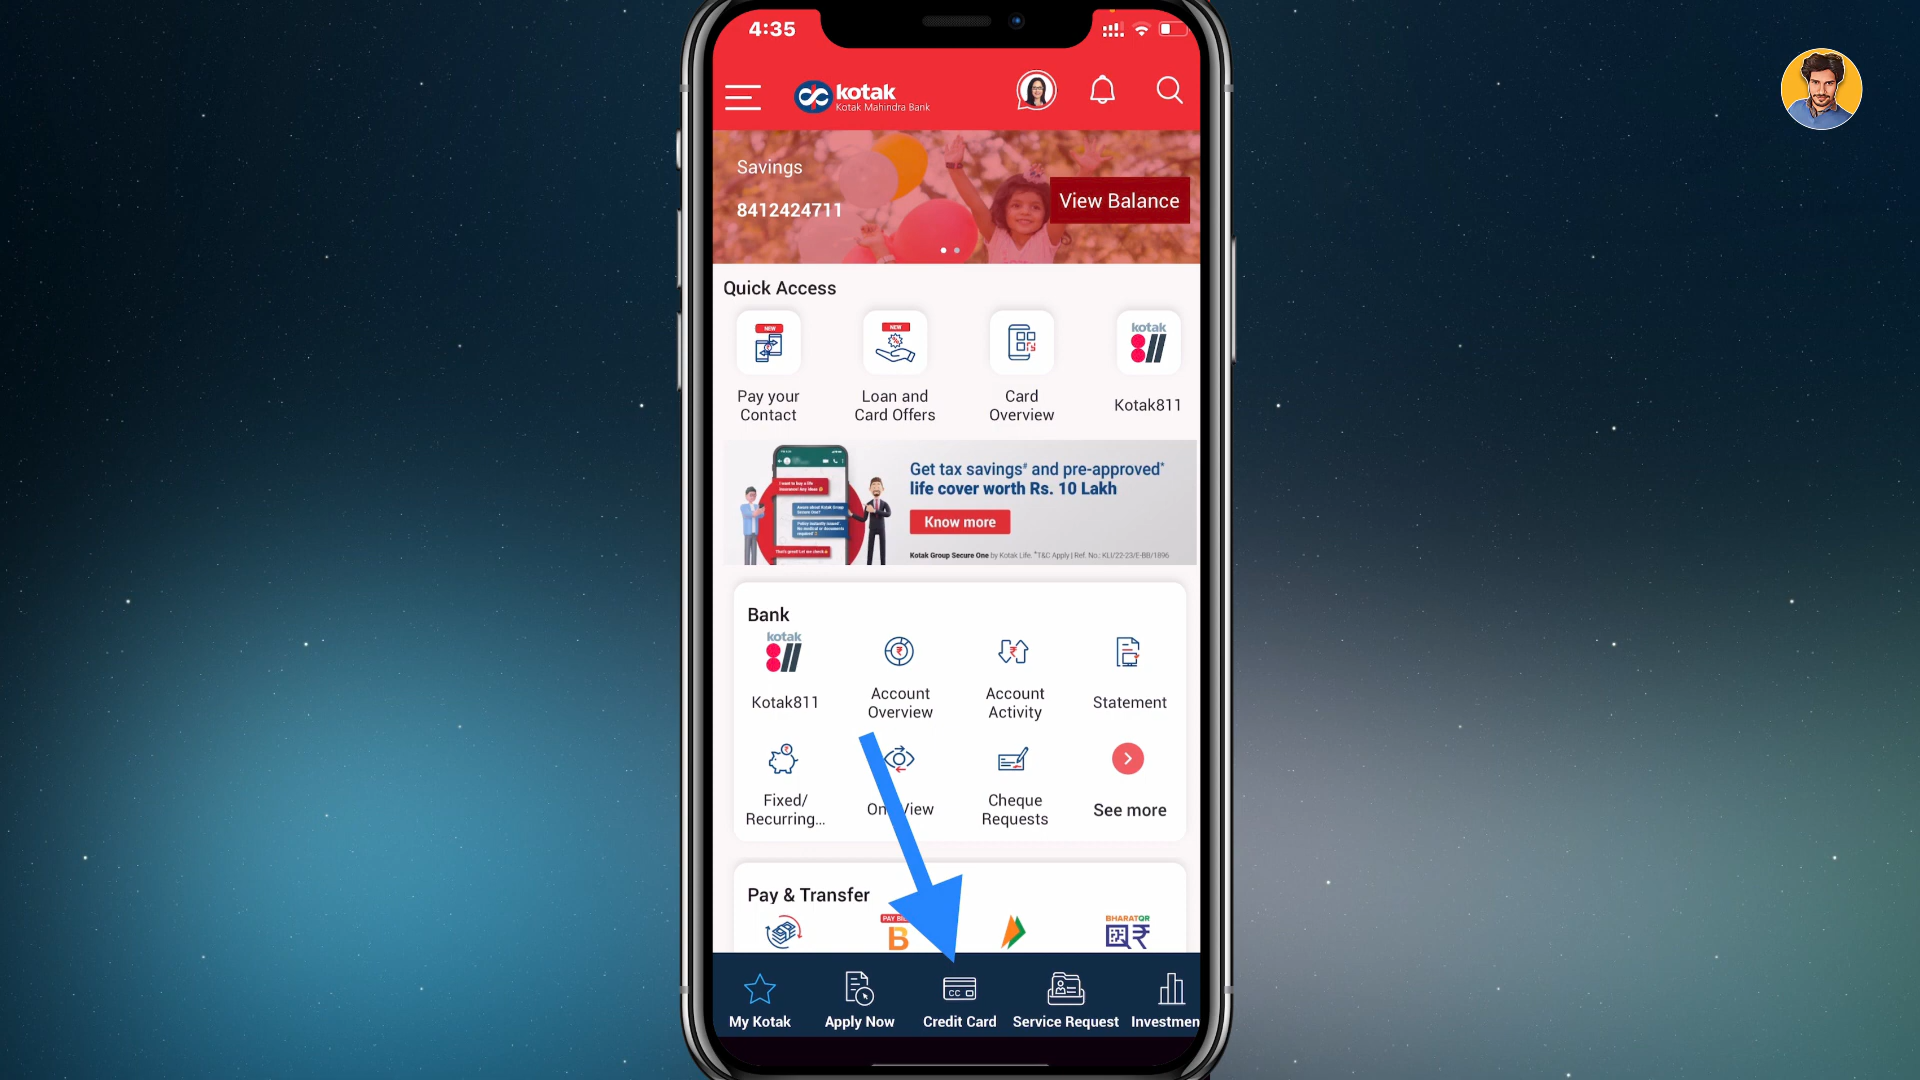 4:35
kotak
Kotak Mahindra Bank
Savings
8412424711
View Balance
Quick Access
NEW
NEW
kotak
811
Pay your
Contact
Loan and
Card Offers
Card
Overview
Kotak811
Get tax savings# and pre-approved*
life cover worth Rs. 10 Lakh
Know more
Kotak Group Secure One by Kotak Life. *T&C Apply | Ref. No.: KLI/22-23/E-BB/1896
Bank
kotak
811
Kotak811
Account
Overview
Account
Activity
Statement
Fixed/
Recurring...
On View
Cheque
Requests
See more
Pay & Transfer
PAY BI
B
BHARATQR
My Kotak
Apply Now
CC
Credit Card
Service Request
Investmen